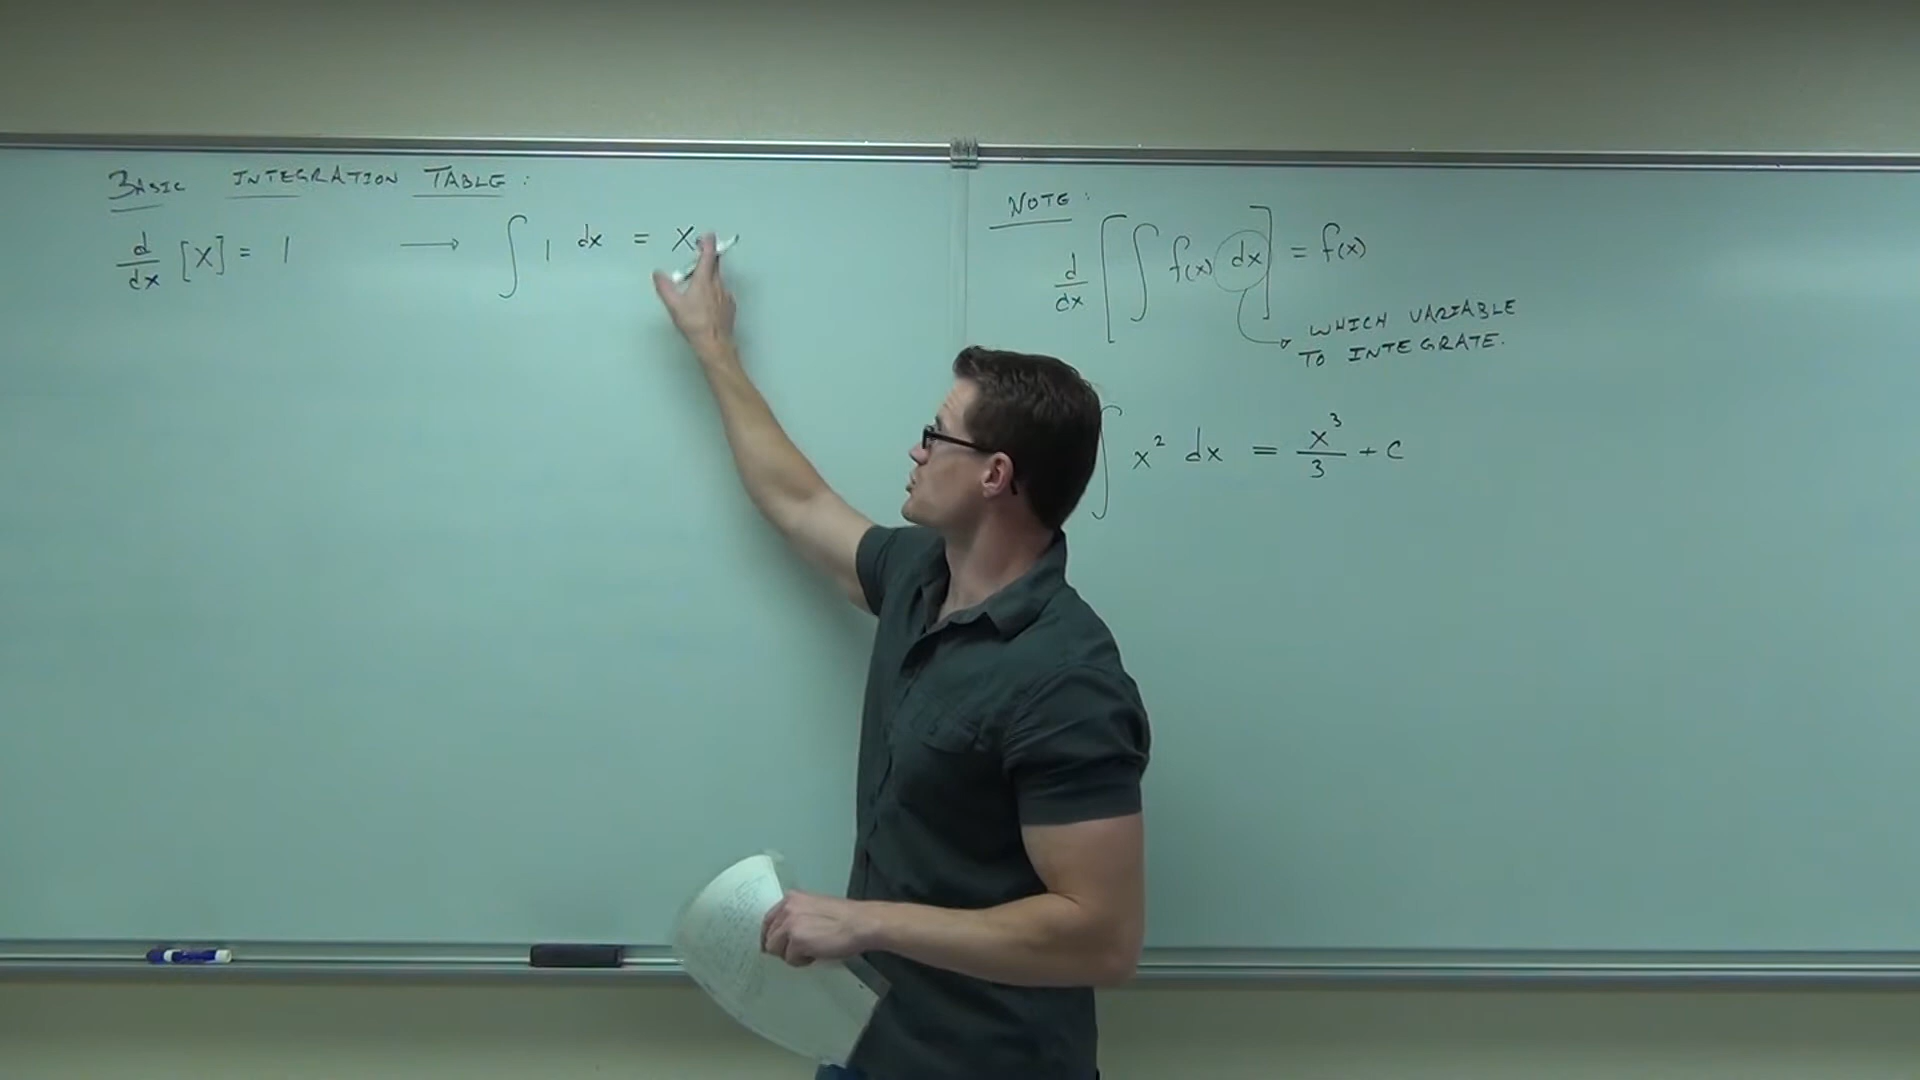 BASIC INTEGRATION TABLE:
d/dx [x] = 1 → ∫ 1 dx = x
NOTE:
d/dx [∫ f(x) dx] = f(x)
WHICH VARIABLE
TO INTEGRATE.
∫ x² dx = x³/3 + c